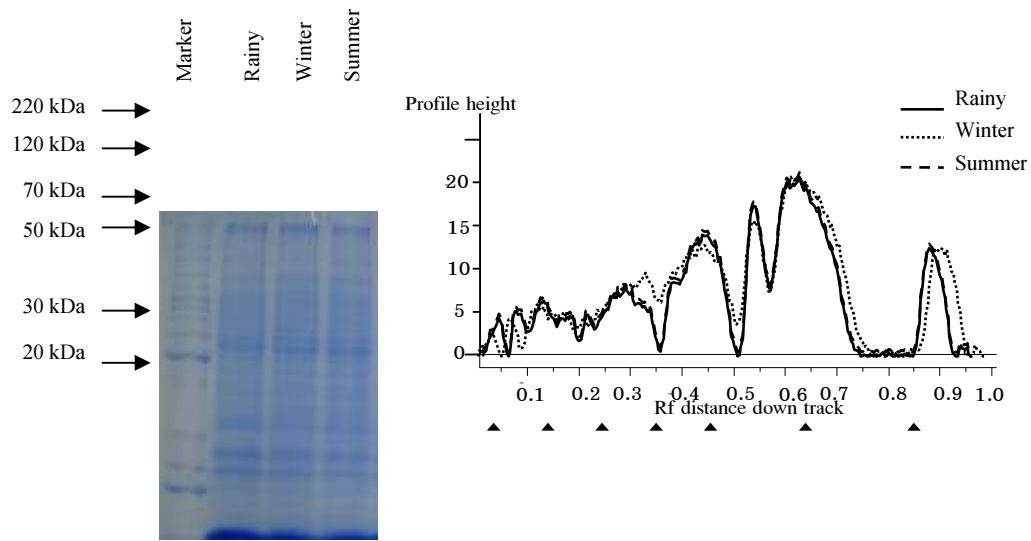 Marker
Rainy
Winter
Summer
220 kDa
120 kDa
70 kDa
50 kDa
30 kDa
20 kDa
Profile height
20
15
10
5
0
0.1 0.2 0.3 0.4 0.5 0.6 0.7 0.8 0.9 1.0
Rf distance down track
Rainy
Winter
Summer